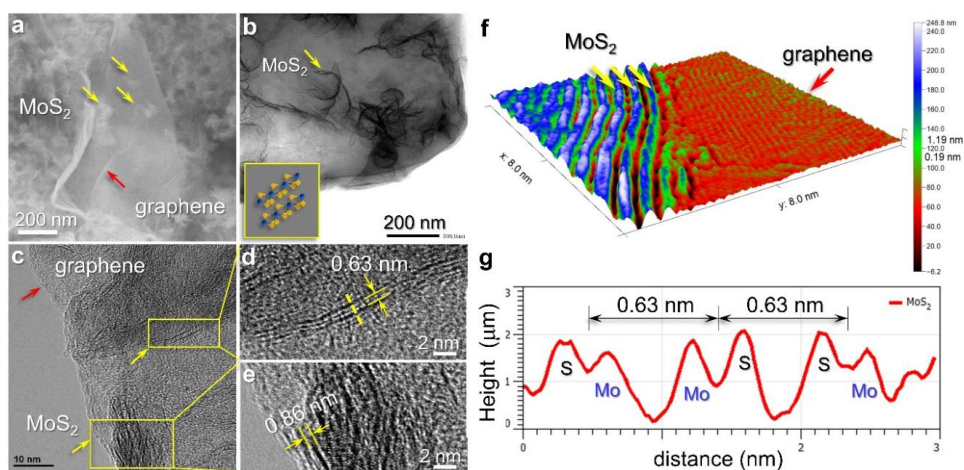 a
MoS2
graphene
200 nm
b
MoS2
200 nm
c
graphene
MoS2
10 nm
d
0.63 nm
2 nm
e
0.86 nm
2 nm
f
MoS2
graphene
x: 8.0 nm
y: 8.0 nm
248.8 nm
220.0
200.0
180.0
160.0
140.0
1.19 nm
120.0
0.19 nm
100.0
80.0
60.0
40.0
20.0
-6.2
g
0.63 nm
0.63 nm
MoS2
Height (μm)
3
2
1
0
S
Mo
Mo
S
S
Mo
0
1
2
3
distance (nm)